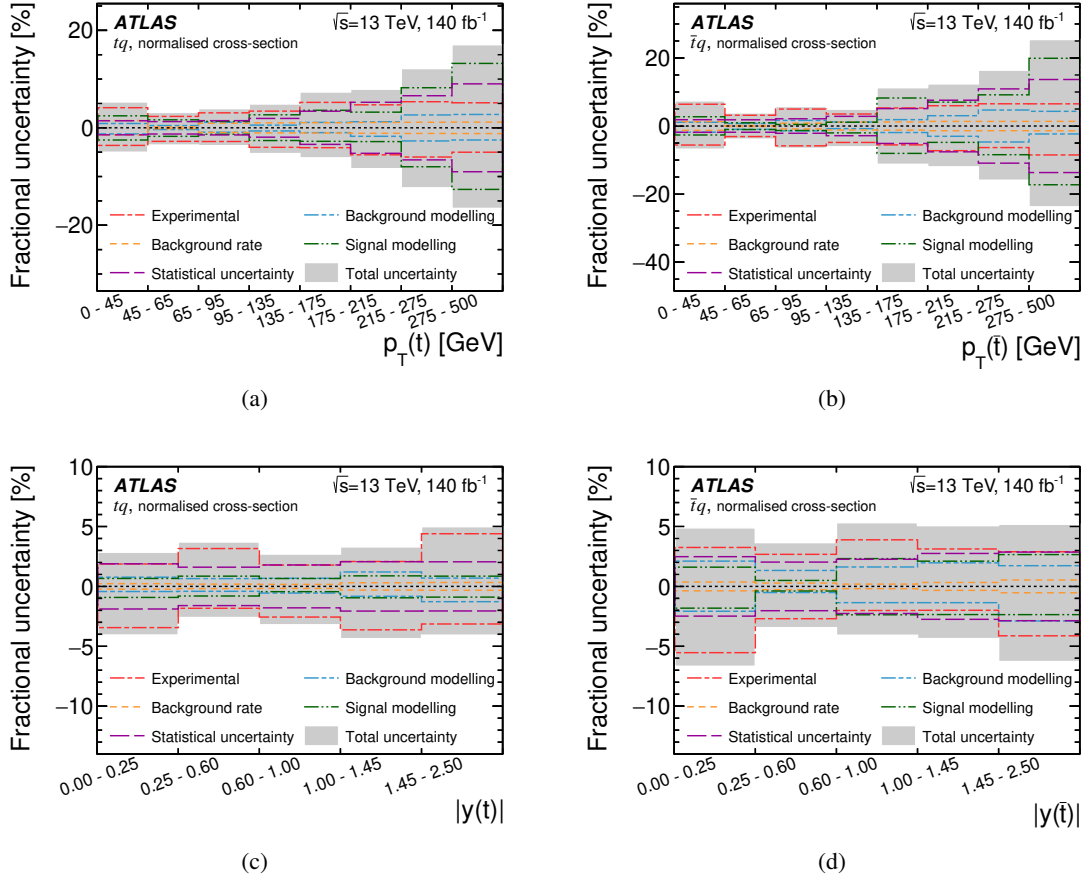 Fractional uncertainty [%]
ATLAS
√s=13 TeV, 140 fb⁻¹
tq, normalised cross-section
20
0
−20
Experimental
Background modelling
Background rate
Signal modelling
Statistical uncertainty
Total uncertainty
0 - 45
45 - 65
65 - 95
95 - 135
135 - 175
175 - 215
215 - 275
275 - 500
p_T(t) [GeV]
(a)
Fractional uncertainty [%]
ATLAS
√s=13 TeV, 140 fb⁻¹
t̄q, normalised cross-section
20
0
−20
−40
Experimental
Background modelling
Background rate
Signal modelling
Statistical uncertainty
Total uncertainty
0 - 45
45 - 65
65 - 95
95 - 135
135 - 175
175 - 215
215 - 275
275 - 500
p_T(t̄) [GeV]
(b)
Fractional uncertainty [%]
ATLAS
√s=13 TeV, 140 fb⁻¹
tq, normalised cross-section
10
5
0
−5
−10
Experimental
Background modelling
Background rate
Signal modelling
Statistical uncertainty
Total uncertainty
0.00 - 0.25
0.25 - 0.60
0.60 - 1.00
1.00 - 1.45
1.45 - 2.50
|y(t)|
(c)
Fractional uncertainty [%]
ATLAS
√s=13 TeV, 140 fb⁻¹
t̄q, normalised cross-section
10
5
0
−5
−10
Experimental
Background modelling
Background rate
Signal modelling
Statistical uncertainty
Total uncertainty
0.00 - 0.25
0.25 - 0.60
0.60 - 1.00
1.00 - 1.45
1.45 - 2.50
|y(t̄)|
(d)